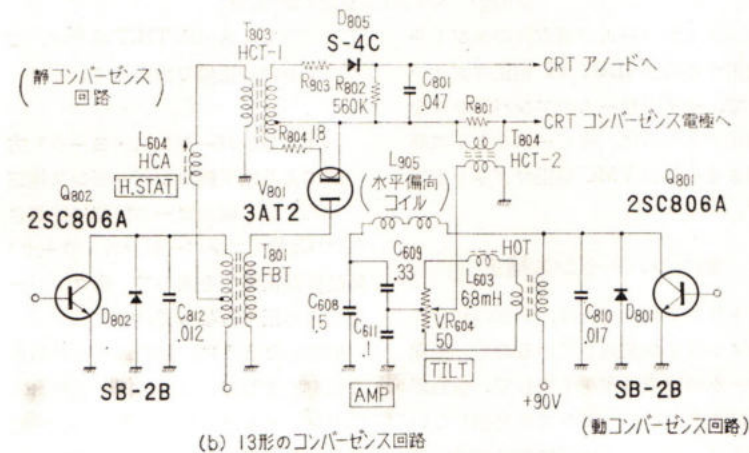 D805
S-4C
T803
HCT-1
(静コンバーゼンス
回路)
R803
R802
560K
C801
.047
CRT アノードへ
R801
CRT コンバーゼンス電極へ
R804
1.8
T804
HCT-2
L604
HCA
H.STAT
V801
3AT2
L905
(水平偏向
コイル)
Q802
2SC806A
Q801
2SC806A
T801
FBT
C609
.33
HOT
L603
6.8mH
D802
C812
.012
C608
1.5
C611
.1
VR604
50
C810
.017
D801
SB-2B
AMP
TILT
+90V
SB-2B
(動コンバーゼンス回路)
(b) 13形のコンバーゼンス回路